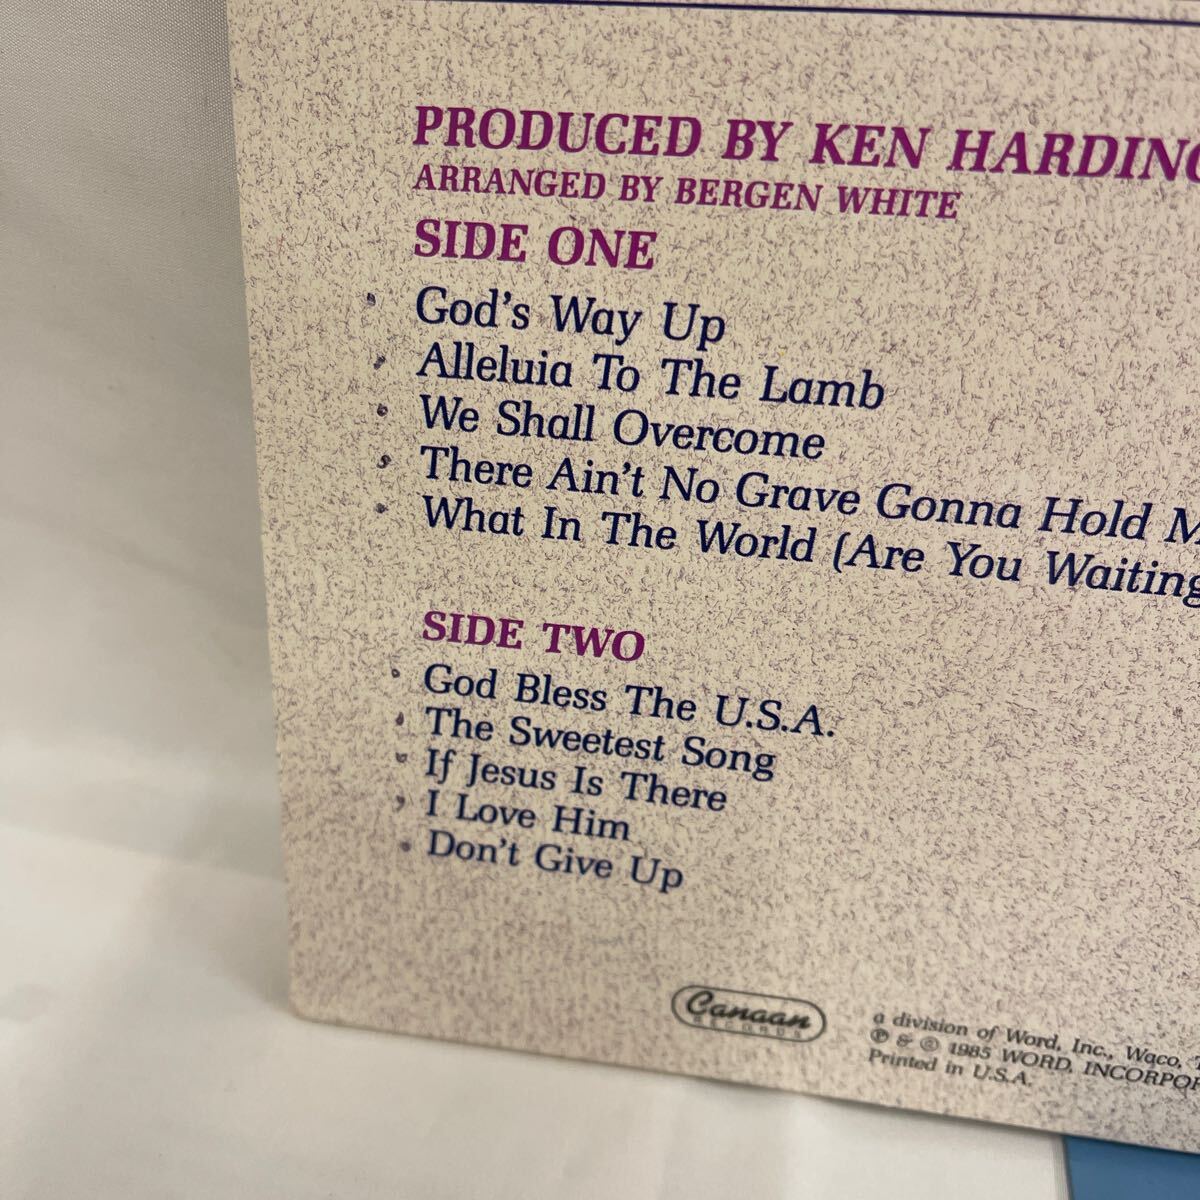 PRODUCED BY KEN HARDING
ARRANGED BY BERGEN WHITE
SIDE ONE
God's Way Up
Alleluia To The Lamb
We Shall Overcome
There Ain't No Grave Gonna Hold
What In The World (Are You Waiting
SIDE TWO
God Bless The U.S.A.
The Sweetest Song
If Jesus Is There
I Love Him
Don't Give Up
Canaan
RECORDS
a division of Word, Inc., Waco,
℗ & © 1985 WORD, INCORPOR
Printed in U.S.A.